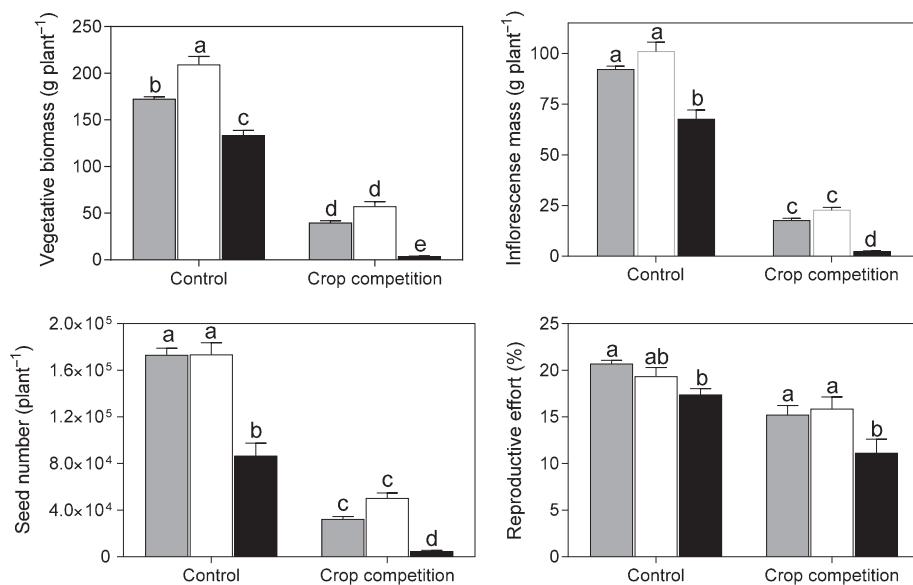 Vegetative biomass (g plant⁻¹)
250
200
150
100
50
0
b
a
c
d
d
e
Control
Crop competition
Inflorescense mass (g plant⁻¹)
100
75
50
25
0
a
a
b
c
c
d
Control
Crop competition
Seed number (plant⁻¹)
2.0×10⁵
1.6×10⁵
1.2×10⁵
8.0×10⁴
4.0×10⁴
0
a
a
b
c
c
d
Control
Crop competition
Reproductive effort (%)
25
20
15
10
5
0
a
ab
b
a
a
b
Control
Crop competition